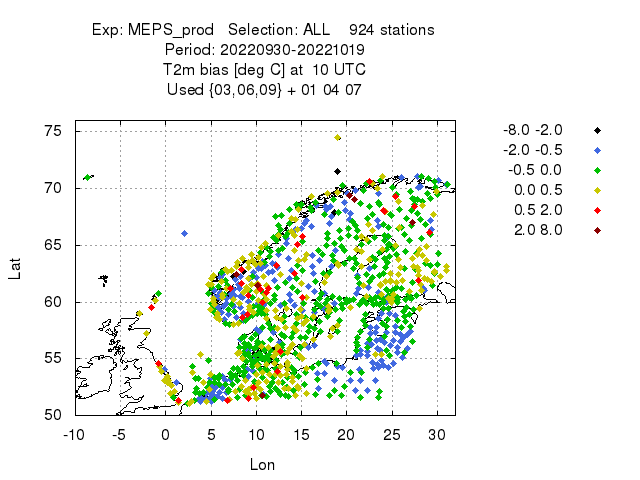 Exp: MEPS_prod   Selection: ALL    924 stations
Period: 20220930-20221019
T2m bias [deg C] at  10 UTC
Used {03,06,09} + 01 04 07
-8.0 -2.0
-2.0 -0.5
-0.5 0.0
0.0 0.5
0.5 2.0
2.0 8.0
Lat
75
70
65
60
55
50
-10 -5 0 5 10 15 20 25 30
Lon